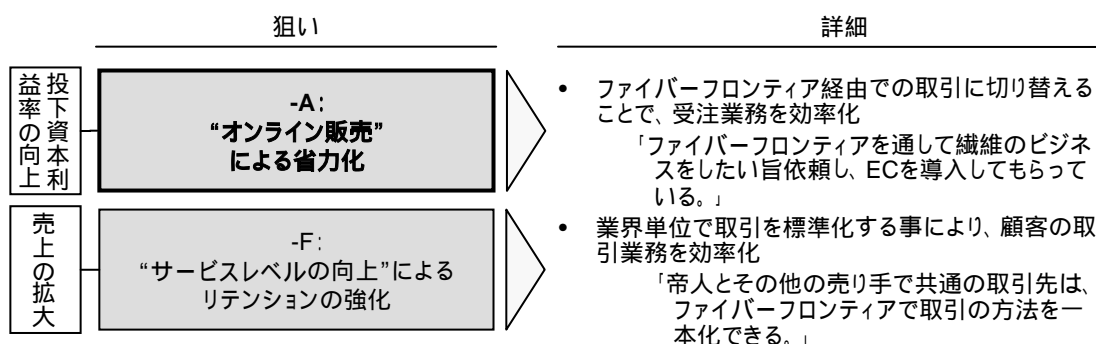 狙い
詳細
投下資本利
益率の向上
-A:
“オンライン販売”
による省力化
• ファイバーフロンティア経由での取引に切り替える
ことで、受注業務を効率化
「ファイバーフロンティアを通して繊維のビジネ
スをしたい旨依頼し、ECを導入してもらって
いる。」
売上の拡大
-F:
“サービスレベルの向上”による
リテンションの強化
• 業界単位で取引を標準化する事により、顧客の取
引業務を効率化
「帝人とその他の売り手で共通の取引先は、
ファイバーフロンティアで取引の方法を一
本化できる。」